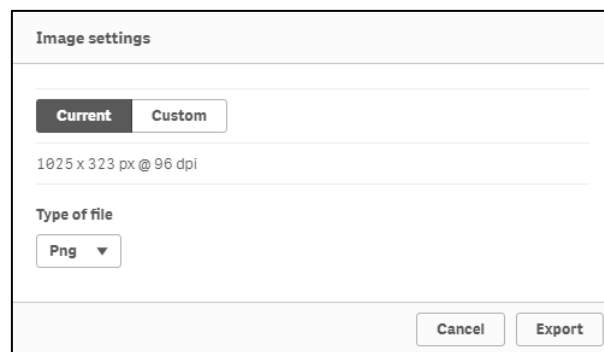 Image settings
Current Custom
1025 x 323 px @ 96 dpi
Type of file
Png
Cancel Export